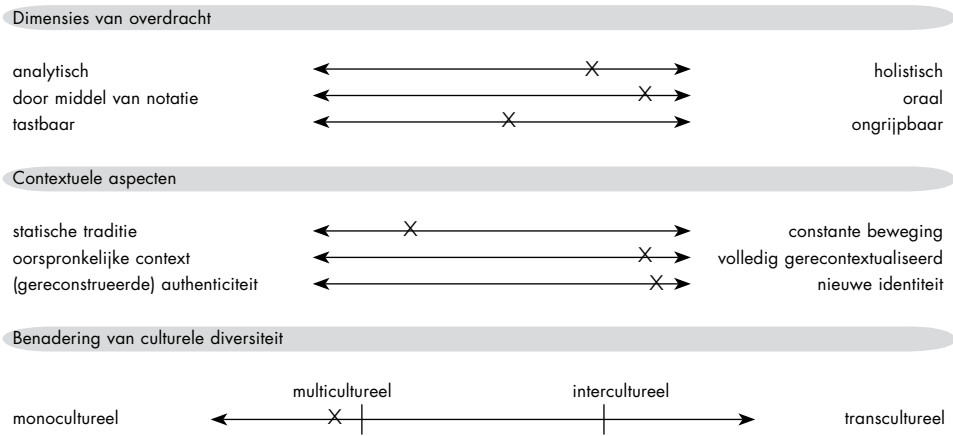 Dimensies van overdracht
analytisch X holistisch
door middel van notatie X oraal
tastbaar X ongrijpbaar
Contextuele aspecten
statische traditie X constante beweging
oorspronkelijke context X volledig gerecontextualiseerd
(gereconstrueerde) authenticiteit X nieuwe identiteit
Benadering van culturele diversiteit
multicultureel intercultureel
monocultureel X transcultureel